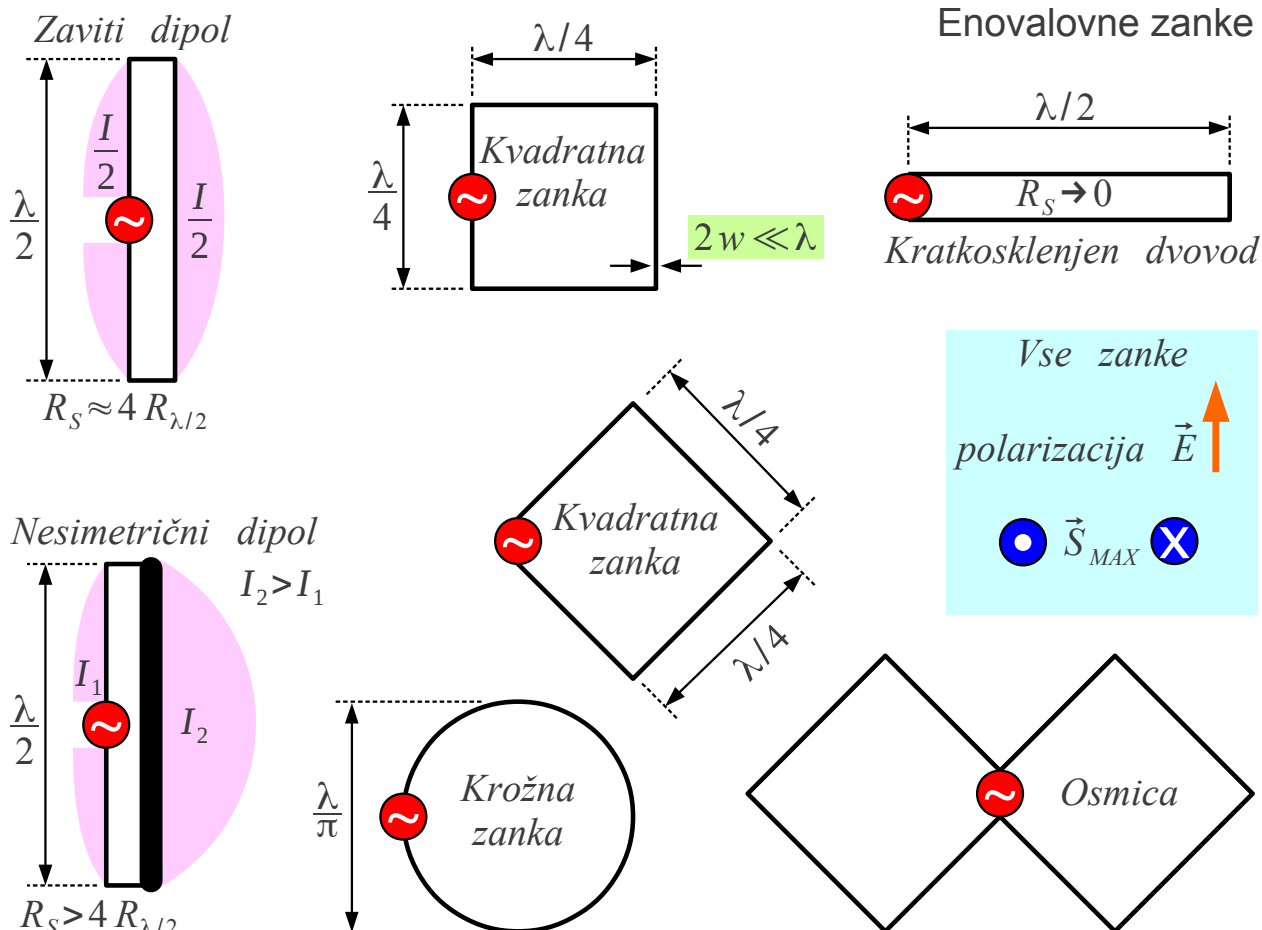 Enovalovne zanke
Zaviti dipol
I/2
I/2
λ/2
~
R_S ≈ 4 R_λ/2
λ/4
λ/4
Kvadratna
zanka
~
2w ≪ λ
λ/2
~
R_S → 0
Kratkosklenjen dvovod
Vse zanke
polarizacija E⃗
S⃗_MAX X
Nesimetrični dipol
I_2 > I_1
λ/2
I_1
~
I_2
R_S > 4 R_λ/2
λ/4
Kvadratna
zanka
~
λ/4
λ/π
Krožna
zanka
~
~
Osmica